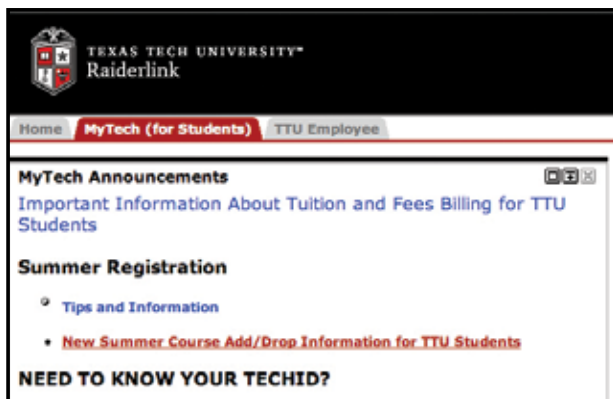 TEXAS TECH UNIVERSITY™
Raiderlink
Home MyTech (for Students) TTU Employee
MyTech Announcements
Important Information About Tuition and Fees Billing for TTU
Students
Summer Registration
Tips and Information
• New Summer Course Add/Drop Information for TTU Students
NEED TO KNOW YOUR TECHID?